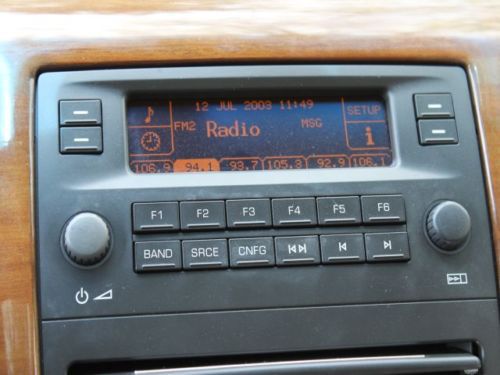 12 JUL 2003 11:49
SETUP
FM2 Radio MSG
i
106.9 94.1 93.7 105.3 92.9 106.1
F1 F2 F3 F4 F5 F6
BAND SRCE CNFG